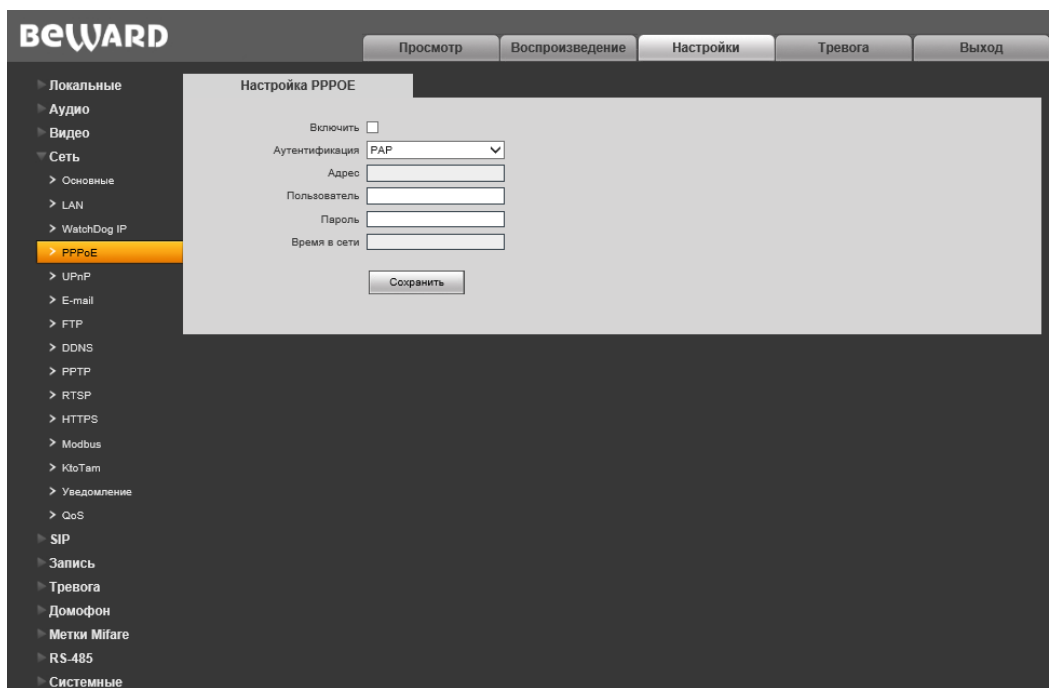 BEWARD
Просмотр
Воспроизведение
Настройки
Тревога
Выход
Локальные
Аудио
Видео
Сеть
Основные
LAN
WatchDog IP
PPPoE
UPnP
E-mail
FTP
DDNS
PPTP
RTSP
HTTPS
Modbus
KtoTam
Уведомление
QoS
SIP
Запись
Тревога
Домофон
Метки Mifare
RS-485
Системные
Настройка PPPOE
Включить
Аутентификация PAP
Адрес
Пользователь
Пароль
Время в сети
Сохранить